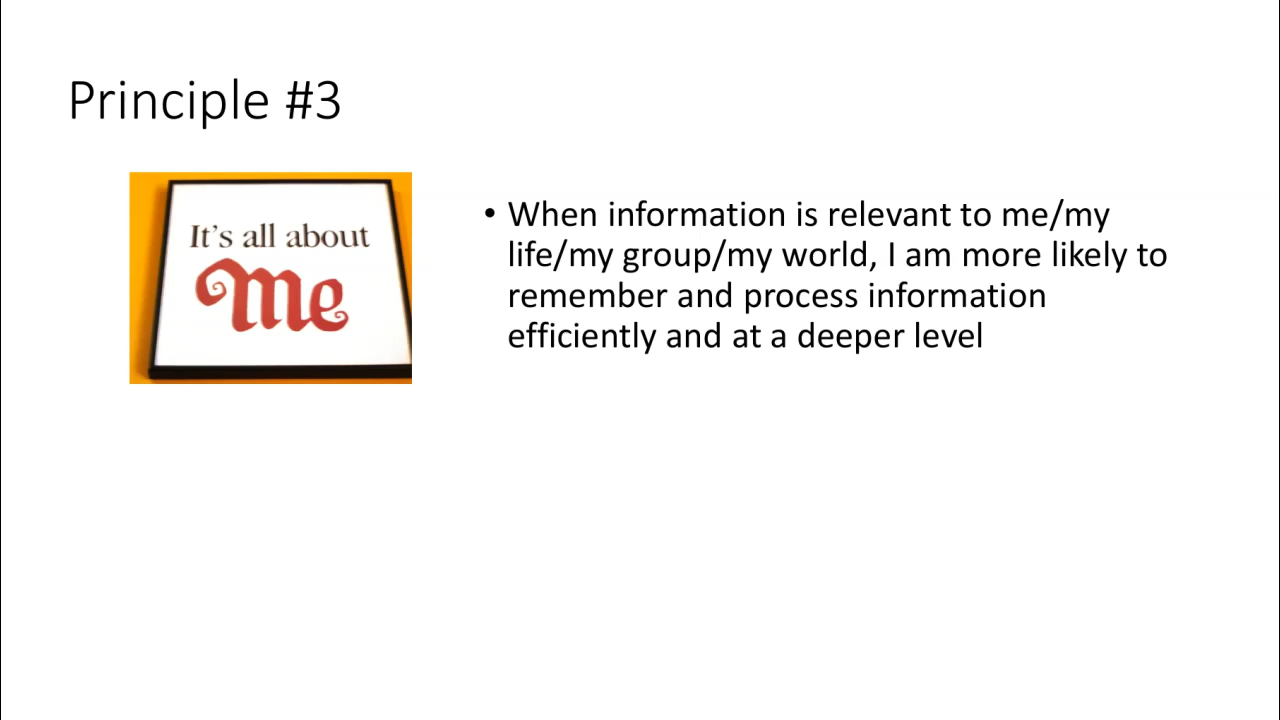 Principle #3
It's all about
Me
• When information is relevant to me/my
life/my group/my world, I am more likely to
remember and process information
efficiently and at a deeper level